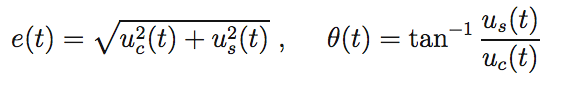 e(t) = √(u_c²(t) + u_s²(t)) , θ(t) = tan⁻¹ u_s(t)/u_c(t)